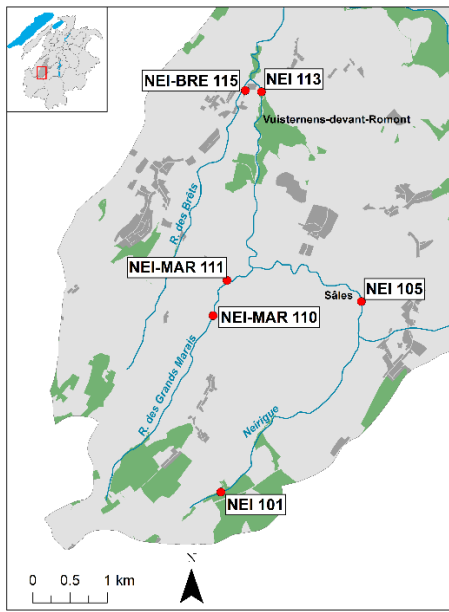 NEI-BRE 115
NEI 113
Vuisternens-devant-Romont
R. des Brêts
NEI-MAR 111
NEI 105
Sâles
NEI-MAR 110
R. des Grands Marais
Neirigue
NEI 101
N
0 0.5 1 km